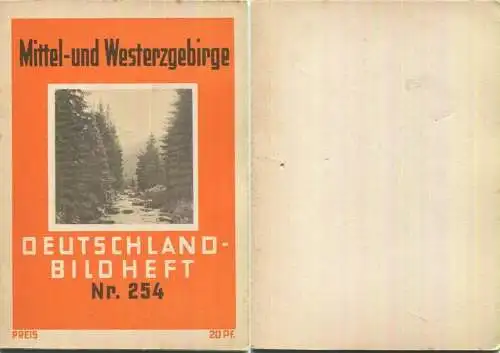 Mittel-und Westerzgebirge
DEUTSCHLAND-
BILDHEFT
Nr. 254
PREIS 20 Pf.